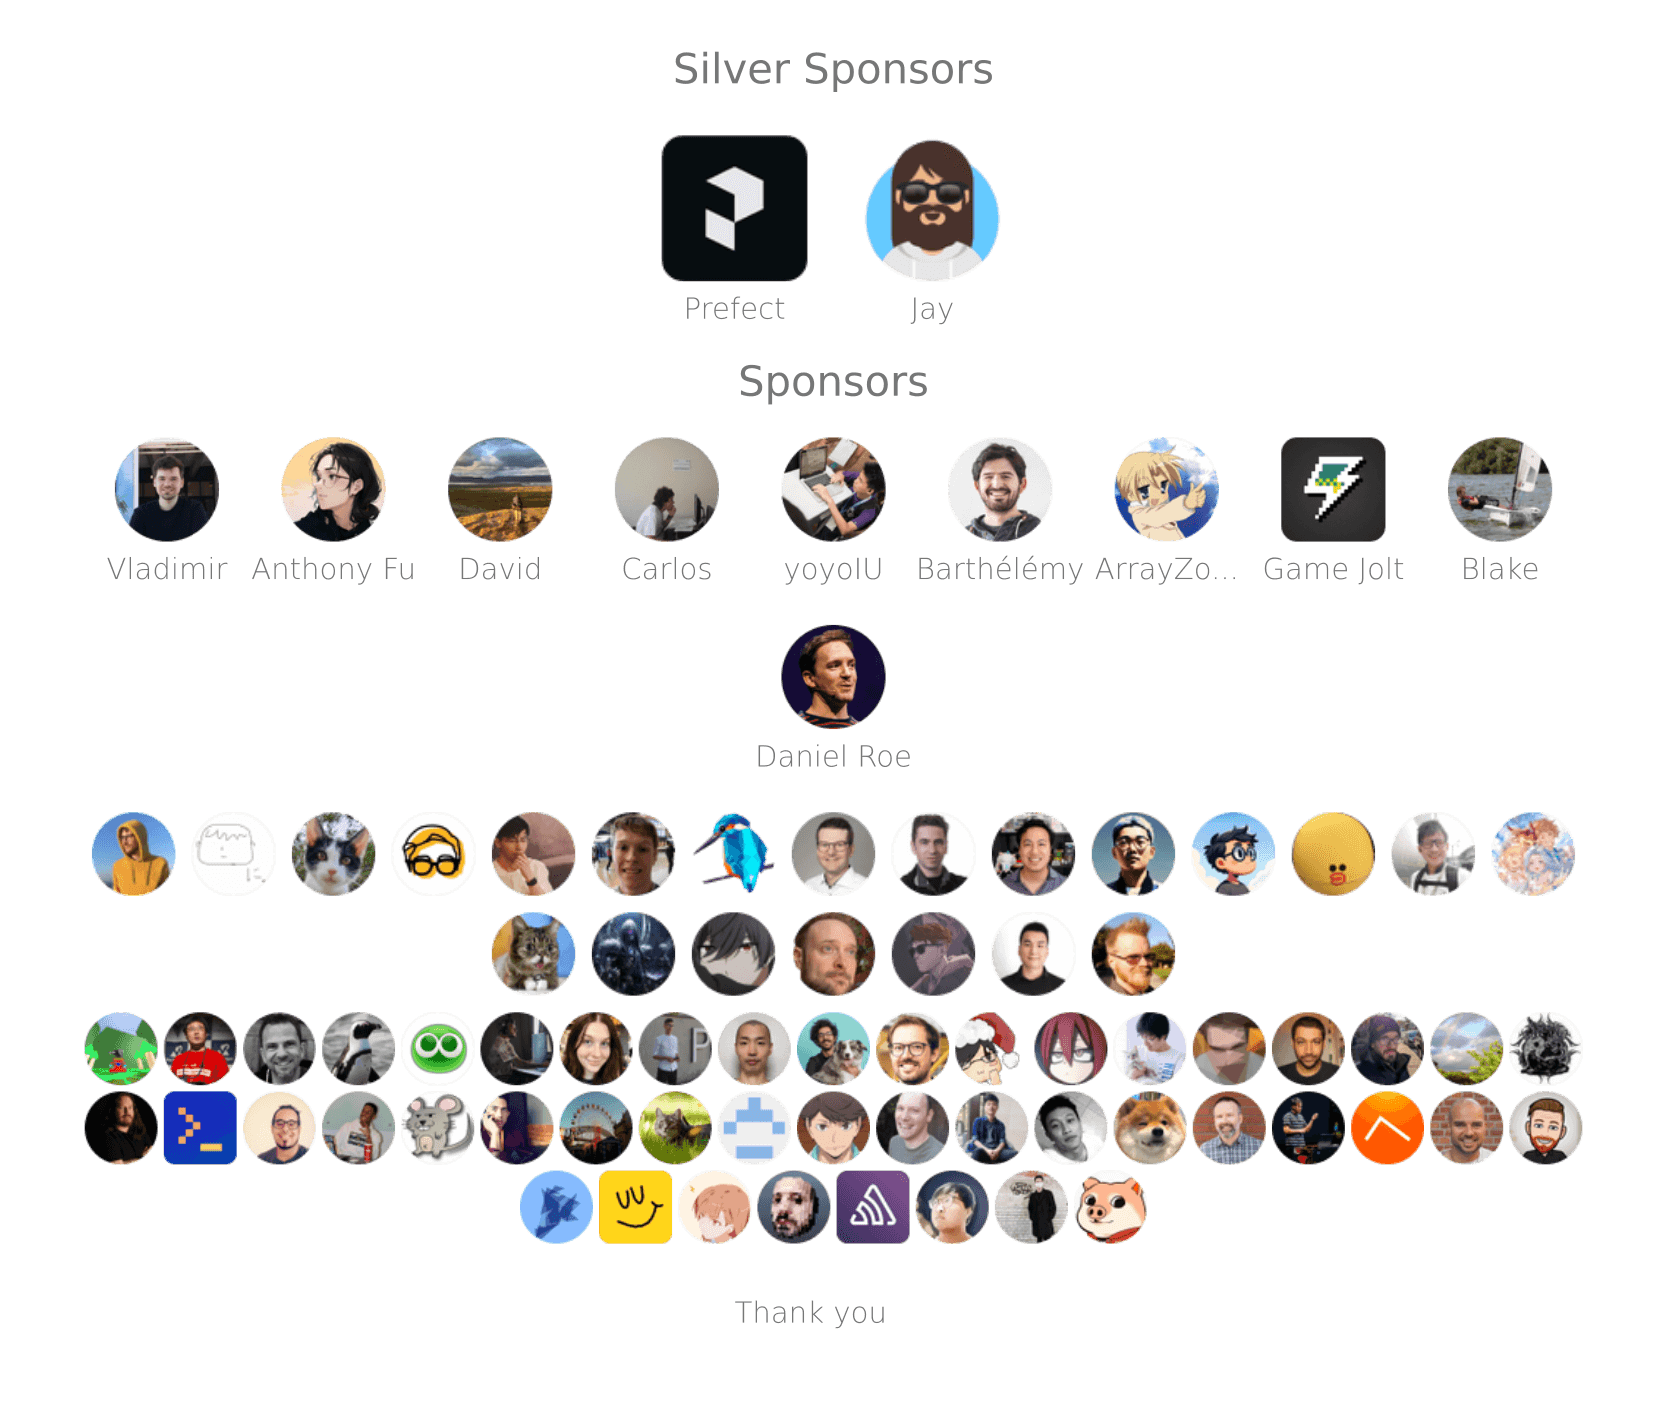 Silver Sponsors
Prefect Jay
Sponsors
Vladimir Anthony Fu David Carlos yoyoIU Barthélémy ArrayZo... Game Jolt Blake
Daniel Roe
Thank you